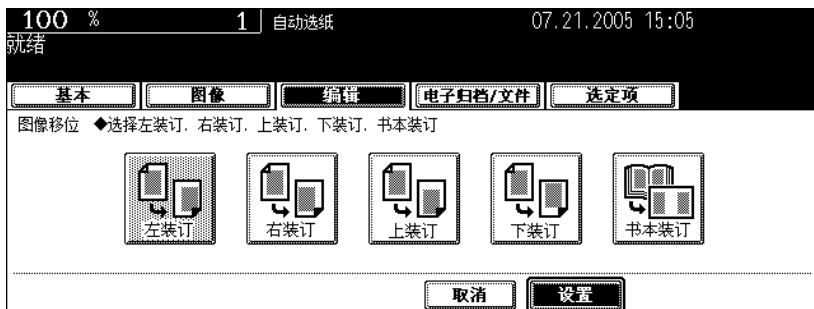 100 % 1 自动选纸 07.21.2005 15:05
就绪
基本 图像 编辑 电子归档/文件 选定项
图像移位 ◆选择左装订. 右装订. 上装订. 下装订. 书本装订
左装订 右装订 上装订 下装订 书本装订
取消 设置